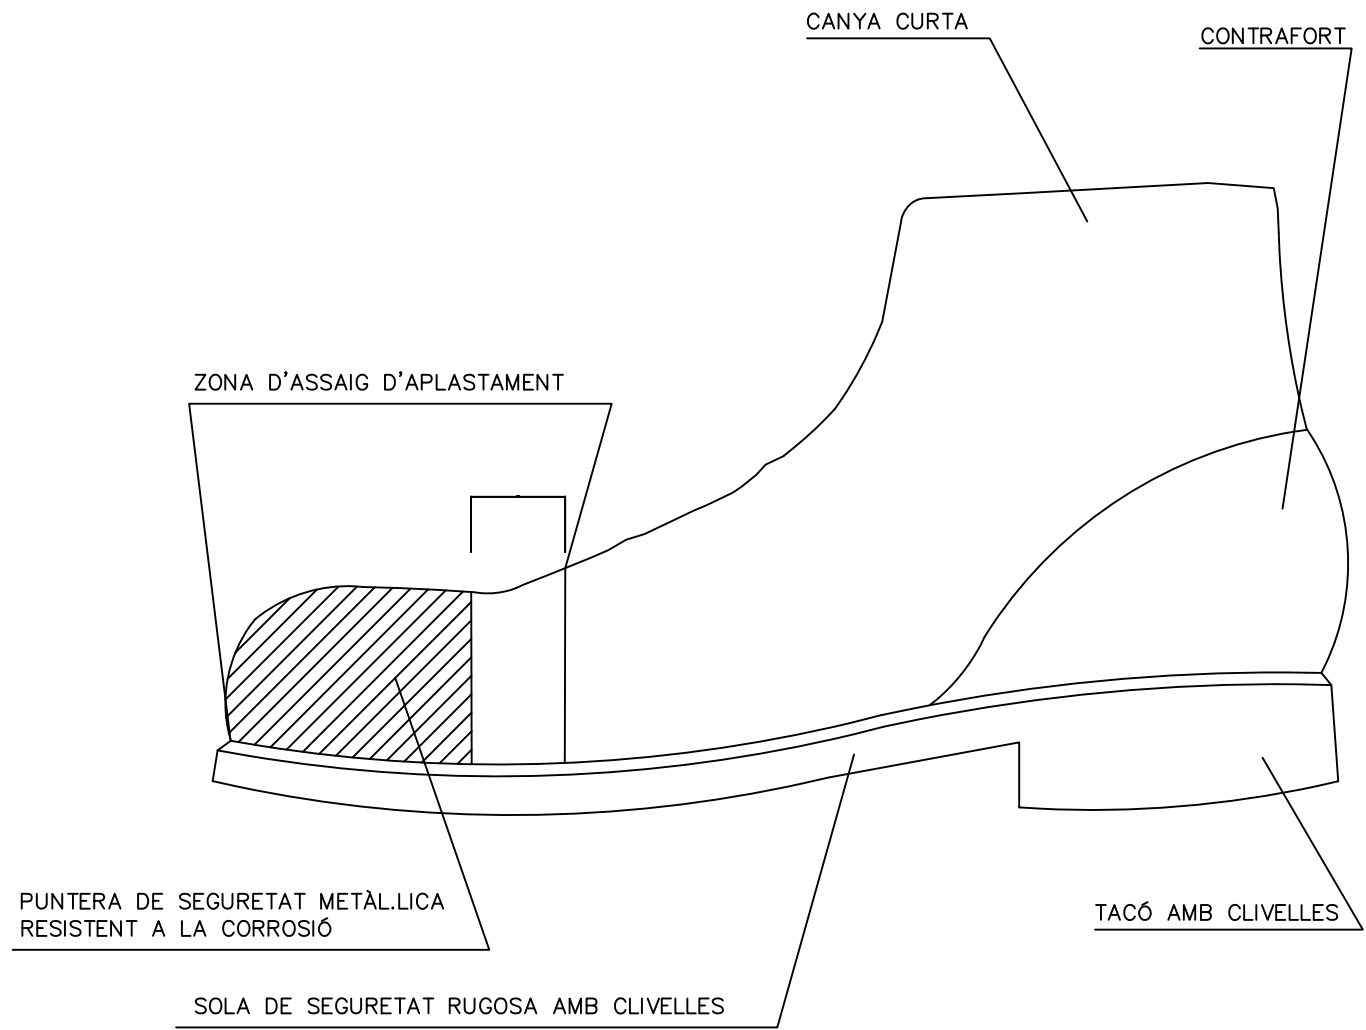 CANYA CURTA
CONTRAFORT
ZONA D'ASSAIG D'APLASTAMENT
PUNTERA DE SEGURETAT METÀL.LICA
RESISTENT A LA CORROSIÓ
TACÓ AMB CLIVELLES
SOLA DE SEGURETAT RUGOSA AMB CLIVELLES